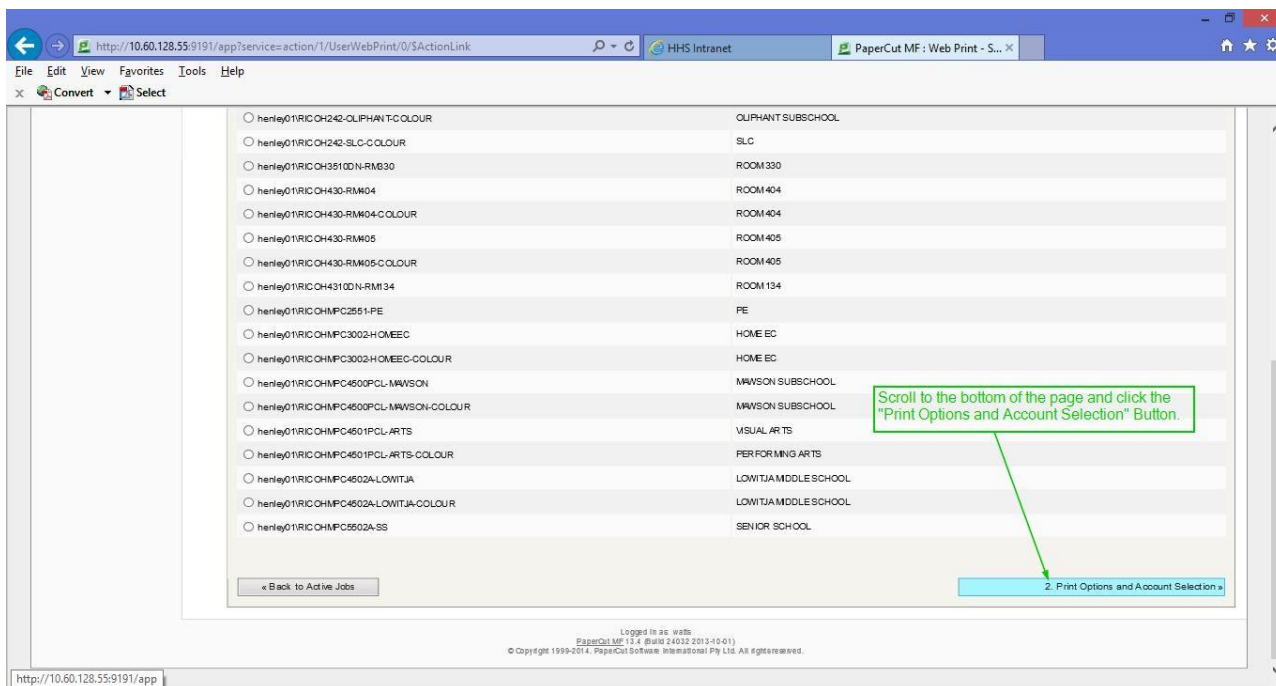 http://10.60.128.55:9191/app?service=action/1/UserWebPrint/0/$ActionLink
HHS Intranet
PaperCut MF : Web Print - S...
File Edit View Favorites Tools Help
x Convert Select
henley01\RICOH242-OLIPHANT-COLOUR OLIPHANT SUBSCHOOL
henley01\RICOH242-SLC-COLOUR SLC
henley01\RICOH3510DN-RM330 ROOM 330
henley01\RICOH430-RM404 ROOM 404
henley01\RICOH430-RM404-COLOUR ROOM 404
henley01\RICOH430-RM405 ROOM 405
henley01\RICOH430-RM405-COLOUR ROOM 405
henley01\RICOH4310DN-RM134 ROOM 134
henley01\RICOHMPC2551-PE PE
henley01\RICOHMPC3002-HOMEEC HOME EC
henley01\RICOHMPC3002-HOMEEC-COLOUR HOME EC
henley01\RICOHMPC4500PCL-MAWSON MAWSON SUBSCHOOL
henley01\RICOHMPC4500PCL-MAWSON-COLOUR MAWSON SUBSCHOOL
Scroll to the bottom of the page and click the
"Print Options and Account Selection" Button.
henley01\RICOHMPC4501PCL-ARTS VISUAL ARTS
henley01\RICOHMPC4501PCL-ARTS-COLOUR PERFORMING ARTS
henley01\RICOHMPC4502A-LOWITJA LOWITJA MIDDLE SCHOOL
henley01\RICOHMPC4502A-LOWITJA-COLOUR LOWITJA MIDDLE SCHOOL
henley01\RICOHMPC5502A-SS SENIOR SCHOOL
« Back to Active Jobs 2. Print Options and Account Selection »
Logged in as: watts
PaperCut MF 13.4 (Build 24032 2013-10-01)
© Copyright 1999-2014. PaperCut Software International Pty Ltd. All rights reserved.
http://10.60.128.55:9191/app